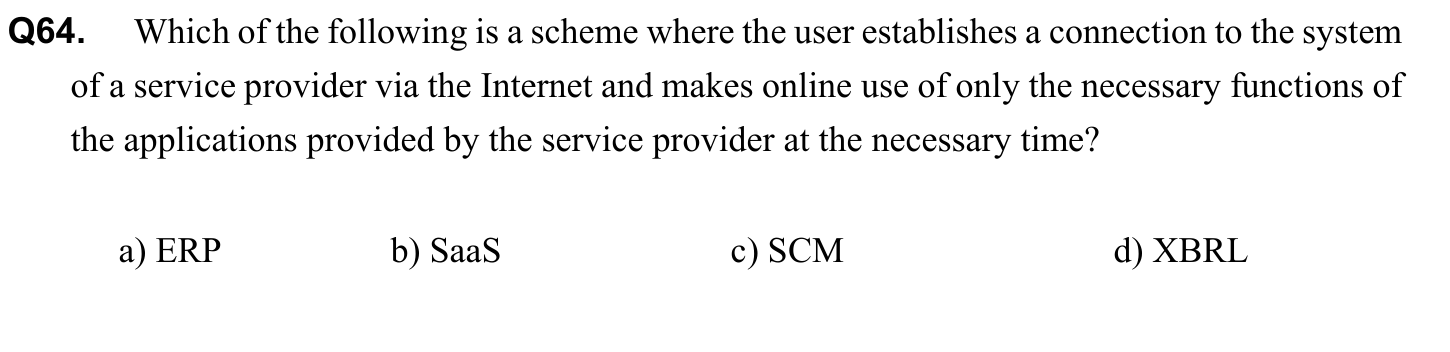 Q64. Which of the following is a scheme where the user establishes a connection to the system
of a service provider via the Internet and makes online use of only the necessary functions of
the applications provided by the service provider at the necessary time?
a) ERP b) SaaS c) SCM d) XBRL